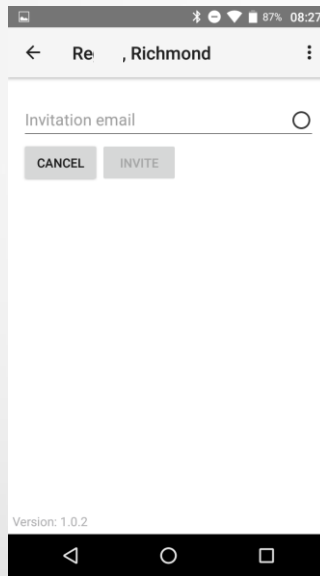 87% 08:27
Re , Richmond
Invitation email
CANCEL INVITE
Version: 1.0.2